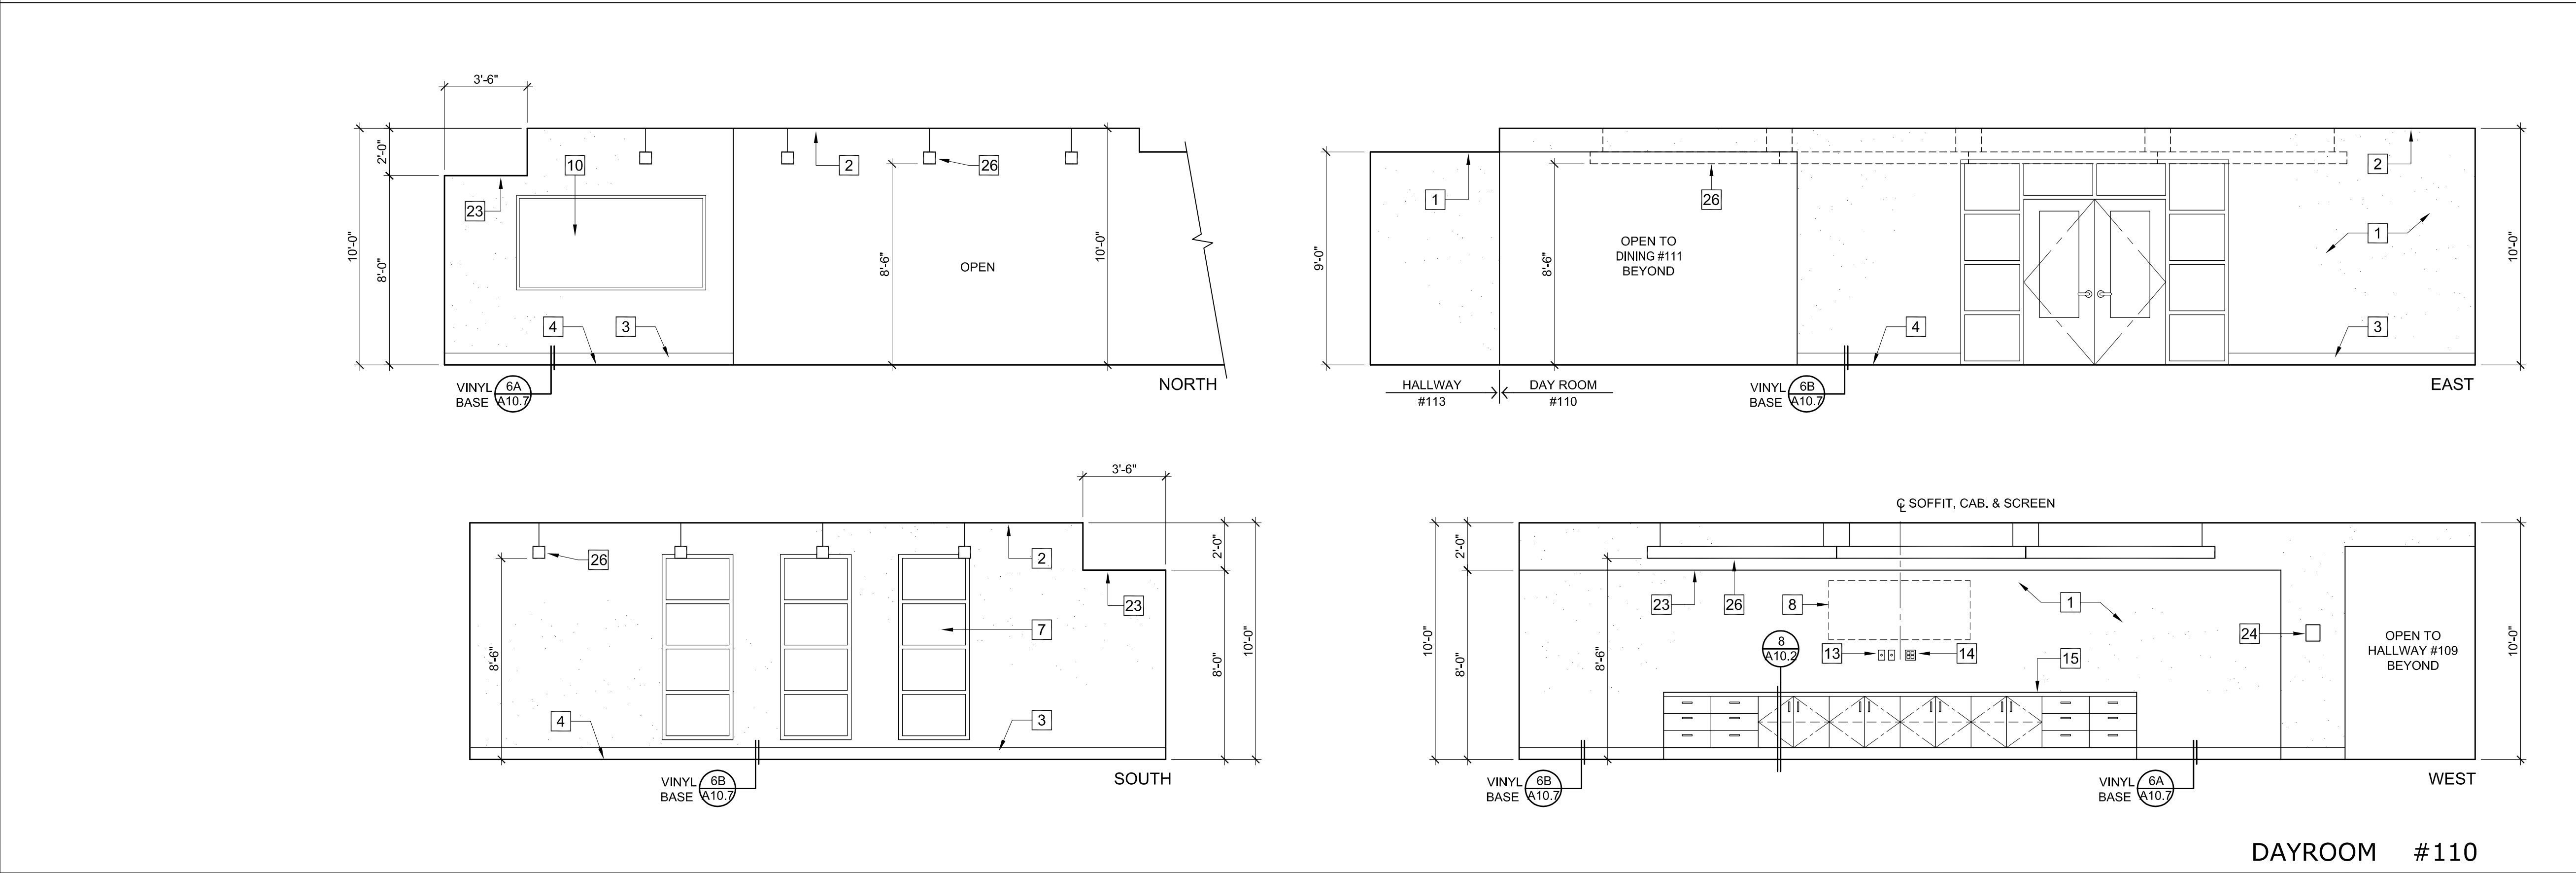 3'-6"
10'-0"
2'-0"
8'-0"
23
10
2
26
8'-6"
OPEN
10'-0"
4
3
VINYL
BASE
6A
A10.7
NORTH
9'-0"
1
8'-6"
26
OPEN TO
DINING #111
BEYOND
2
1
10'-0"
4
3
HALLWAY
#113
DAY ROOM
#110
VINYL
BASE
6B
A10.7
EAST
3'-6"
26
8'-6"
2
23
7
2'-0"
8'-0"
10'-0"
4
3
VINYL
BASE
6B
A10.7
SOUTH
℄ SOFFIT, CAB. & SCREEN
10'-0"
2'-0"
8'-0"
8'-6"
23
26
8
1
8
A10.2
13
14
15
24
OPEN TO
HALLWAY #109
BEYOND
10'-0"
VINYL
BASE
6B
A10.7
VINYL
BASE
6A
A10.7
WEST
DAYROOM #110